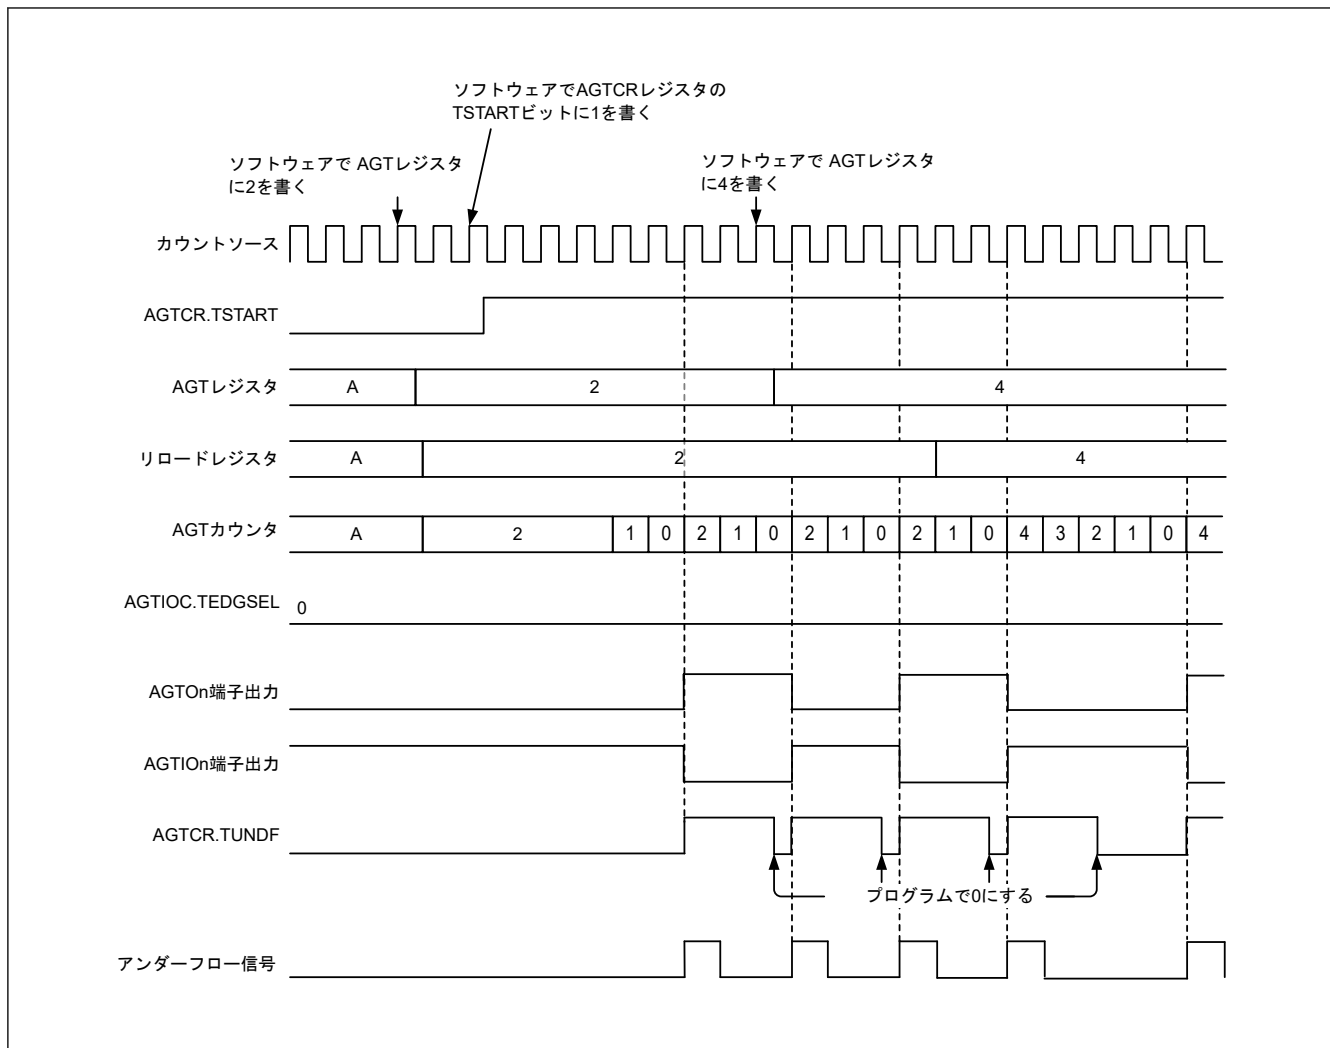 ソフトウェアでAGTCRレジスタの
TSTARTビットに1を書く
ソフトウェアで AGTレジスタ
に2を書く
ソフトウェアで AGTレジスタ
に4を書く
カウントソース
AGTCR.TSTART
AGTレジスタ A 2 4
リロードレジスタ A 2 4
AGTカウンタ A 2 1 0 2 1 0 2 1 0 2 1 0 4 3 2 1 0 4
AGTIOC.TEDGSEL 0
AGTOn端子出力
AGTIOn端子出力
AGTCR.TUNDF
プログラムで0にする
アンダーフロー信号